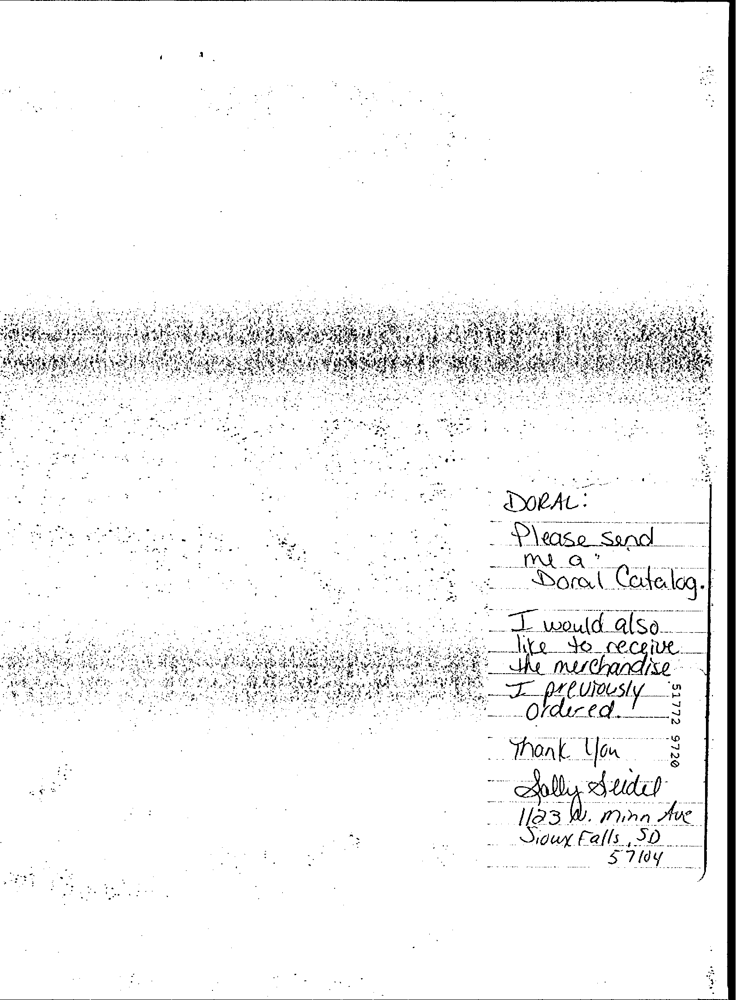 DORAL:
Please send
me a
Doral Catalog.
I would also
like to receive
the merchandise
I previously
ordered.
Thank You
Sally Seidel
1123 W. Minn Ave
Sioux Falls, SD
57104
51772 9720